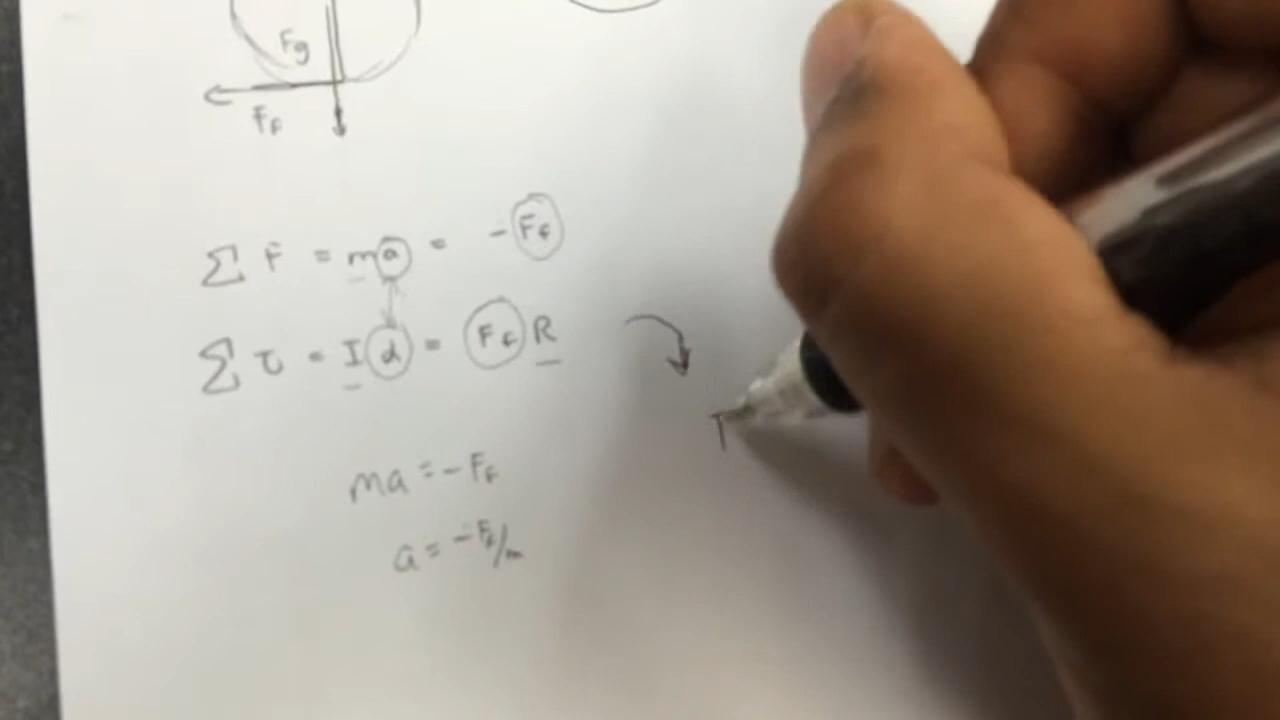 Fg
Ff
Σ F = ma = -Ff
Σ τ = Iα = Ff R
ma = -Ff
a = -Ff/m